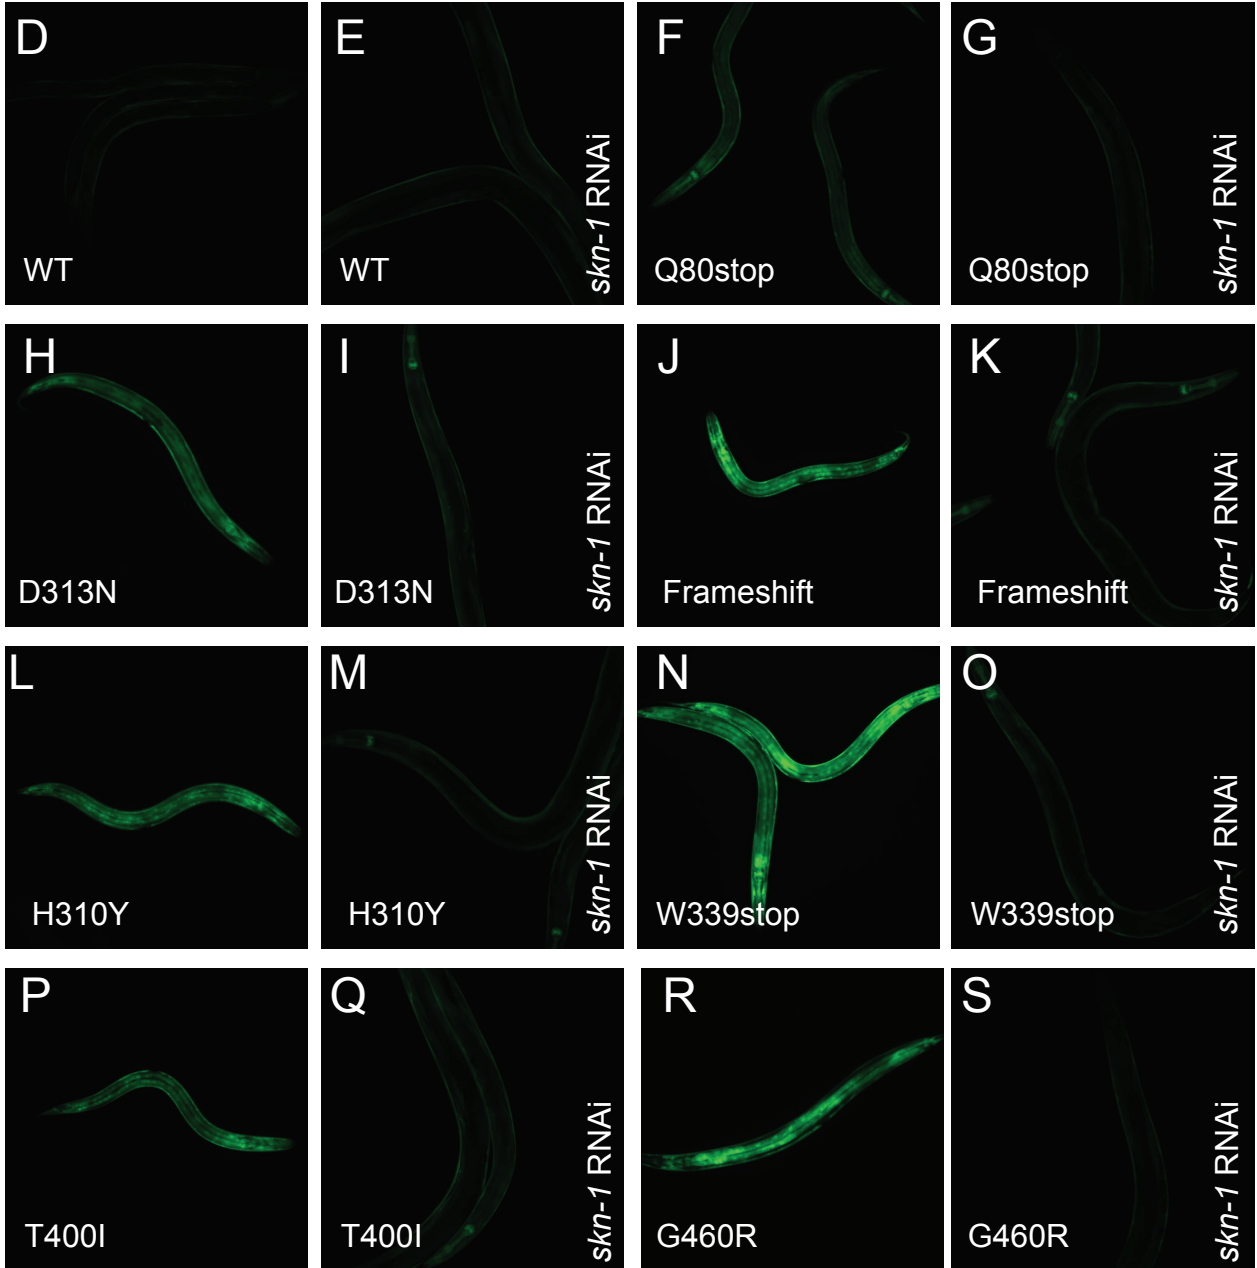 D
WT
E
WT
skn-1 RNAi
F
Q80stop
G
Q80stop
skn-1 RNAi
H
D313N
I
D313N
skn-1 RNAi
J
Frameshift
K
Frameshift
skn-1 RNAi
L
H310Y
M
H310Y
skn-1 RNAi
N
W339stop
O
W339stop
skn-1 RNAi
P
T400I
Q
T400I
skn-1 RNAi
R
G460R
S
G460R
skn-1 RNAi